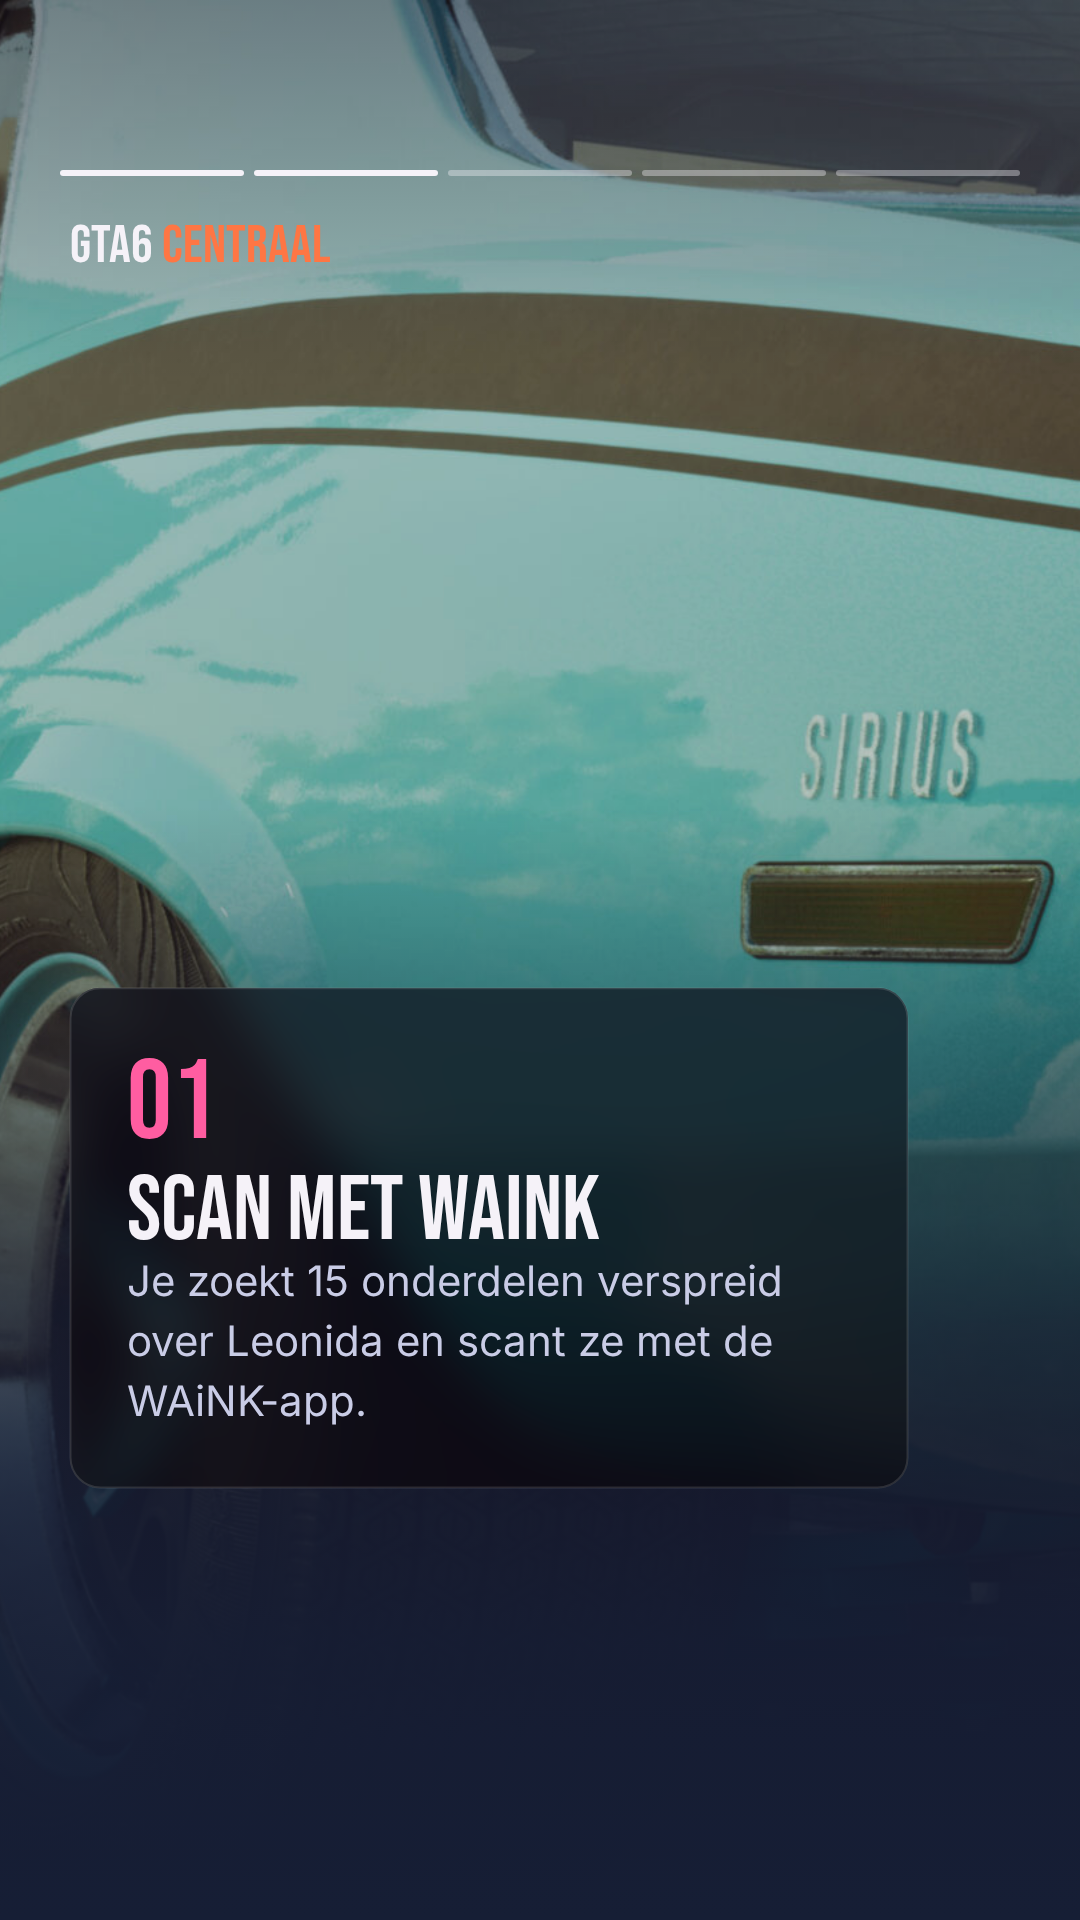 GTA6 CENTRAAL
SIRIUS
01
SCAN MET WAINK
Je zoekt 15 onderdelen verspreid
over Leonida en scant ze met de
WAiNK-app.